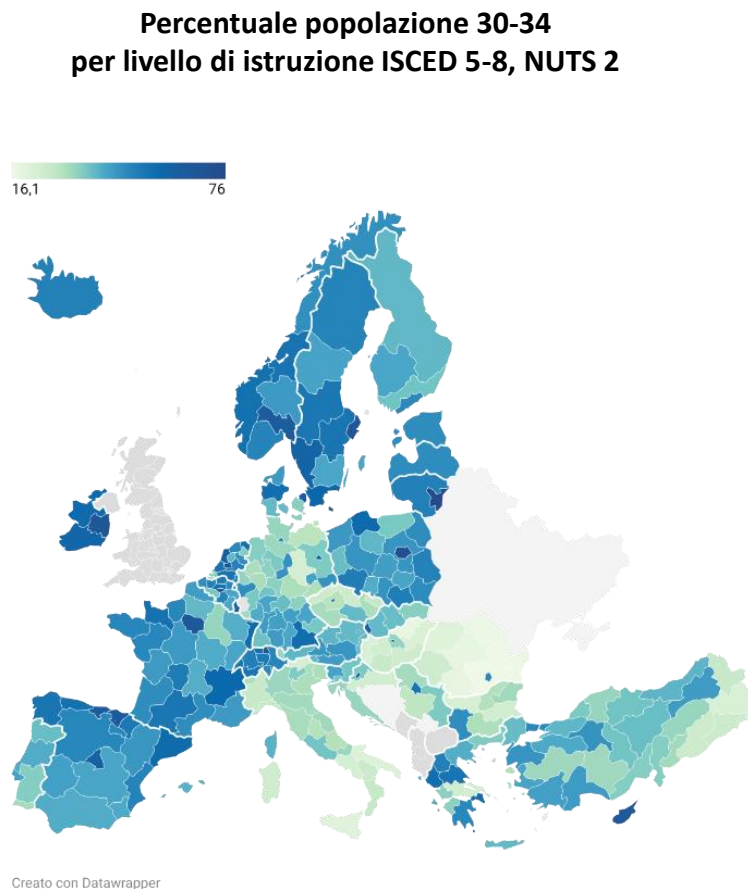 Percentuale popolazione 30-34
per livello di istruzione ISCED 5-8, NUTS 2
16,1 76
Creato con Datawrapper